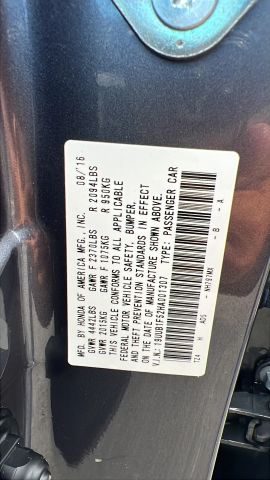 MFD. BY HONDA OF AMERICA MFG., INC. 08/16
GVWR 4442LBS GAWR F 2370LBS R 2094LBS
GVWR 2015KG GAWR F 1075KG R 950KG
THIS VEHICLE CONFORMS TO ALL APPLICABLE
FEDERAL MOTOR VEHICLE SAFETY, BUMPER,
AND THEFT PREVENTION STANDARDS IN EFFECT
ON THE DATE OF MANUFACTURE SHOWN ABOVE.
V.I.N.: 19UUB1F52HA001307 TYPE: PASSENGER CAR
TZ4 H AD5 - - B - A